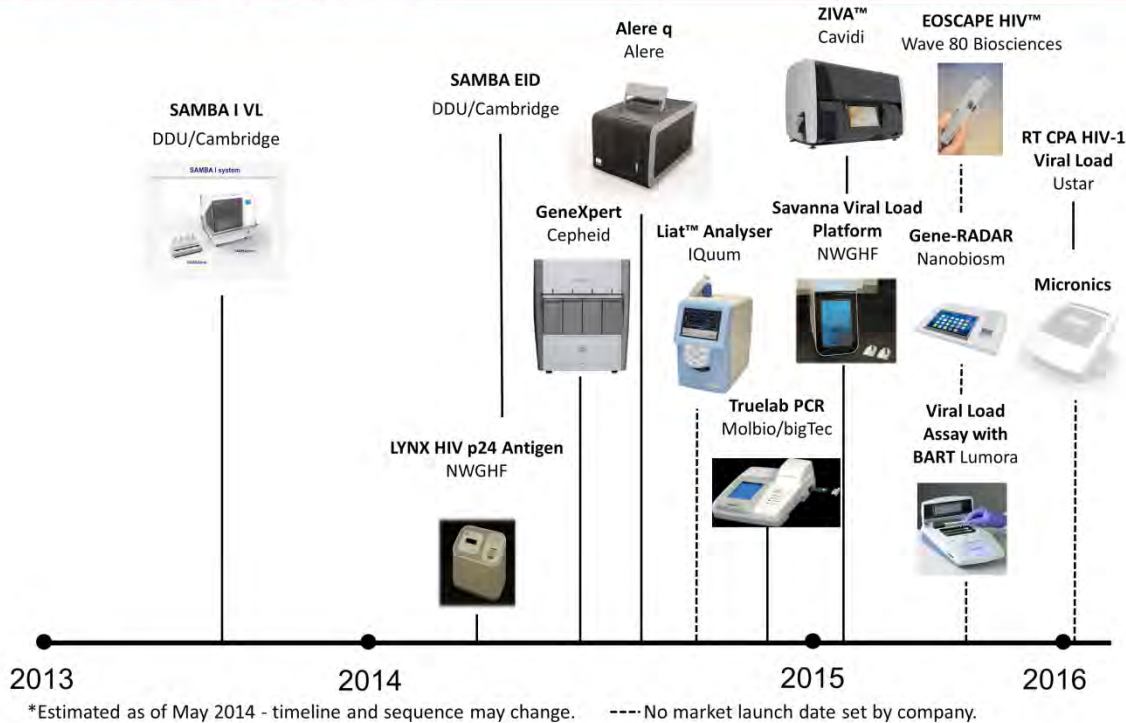 SAMBA I VL
DDU/Cambridge
SAMBA I system
SAMBA EID
DDU/Cambridge
LYNX HIV p24 Antigen
NWGHF
GeneXpert
Cepheid
Alere q
Alere
Liat™ Analyser
IQuum
Truelab PCR
Molbio/bigTec
ZIVA™
Cavidi
Savanna Viral Load
Platform
NWGHF
EOSCAPE HIV™
Wave 80 Biosciences
Gene-RADAR
Nanobiosm
Viral Load
Assay with
BART Lumora
RT CPA HIV-1
Viral Load
Ustar
Micronics
2013
2014
2015
2016
*Estimated as of May 2014 - timeline and sequence may change.
----No market launch date set by company.